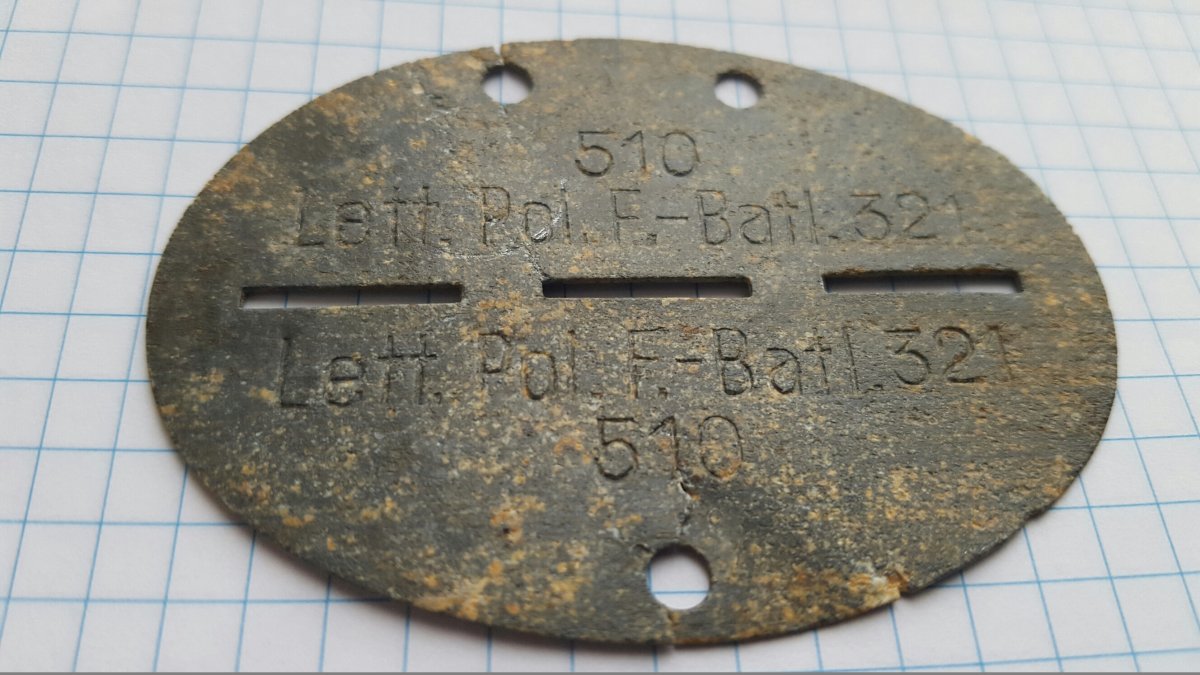 510
Lett. Pol. F.-Batl. 321
Lett. Pol. F.-Batl. 321
510